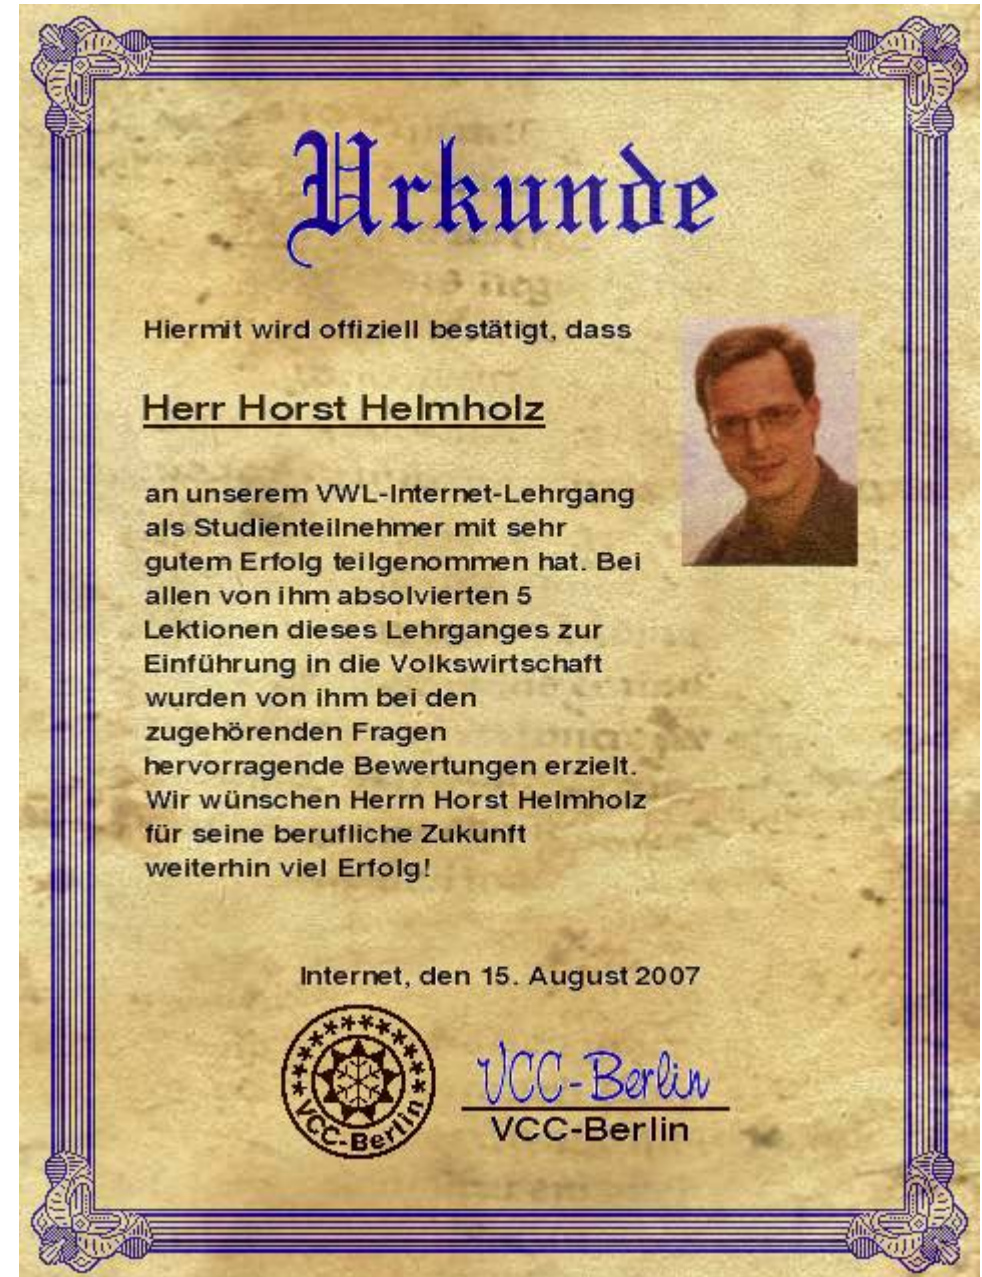 Urkunde
Hiermit wird offiziell bestätigt, dass
Herr Horst Helmholz
an unserem VWL-Internet-Lehrgang
als Studienteilnehmer mit sehr
gutem Erfolg teilgenommen hat. Bei
allen von ihm absolvierten 5
Lektionen dieses Lehrganges zur
Einführung in die Volkswirtschaft
wurden von ihm bei den
zugehörenden Fragen
hervorragende Bewertungen erzielt.
Wir wünschen Herrn Horst Helmholz
für seine berufliche Zukunft
weiterhin viel Erfolg!
Internet, den 15. August 2007
VCC-Berlin
VCC-Berlin
VCC-Berlin